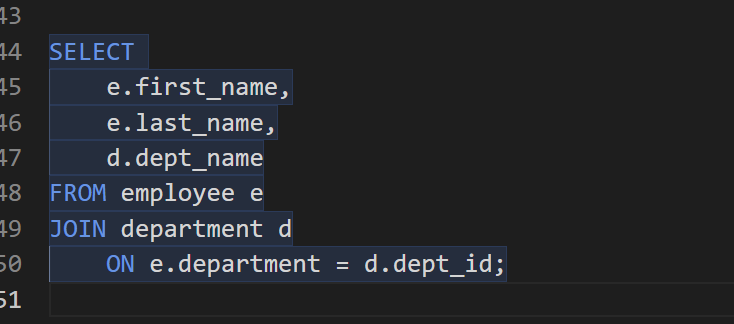 43
44 SELECT
45     e.first_name,
46     e.last_name,
47     d.dept_name
48 FROM employee e
49 JOIN department d
50     ON e.department = d.dept_id;
51